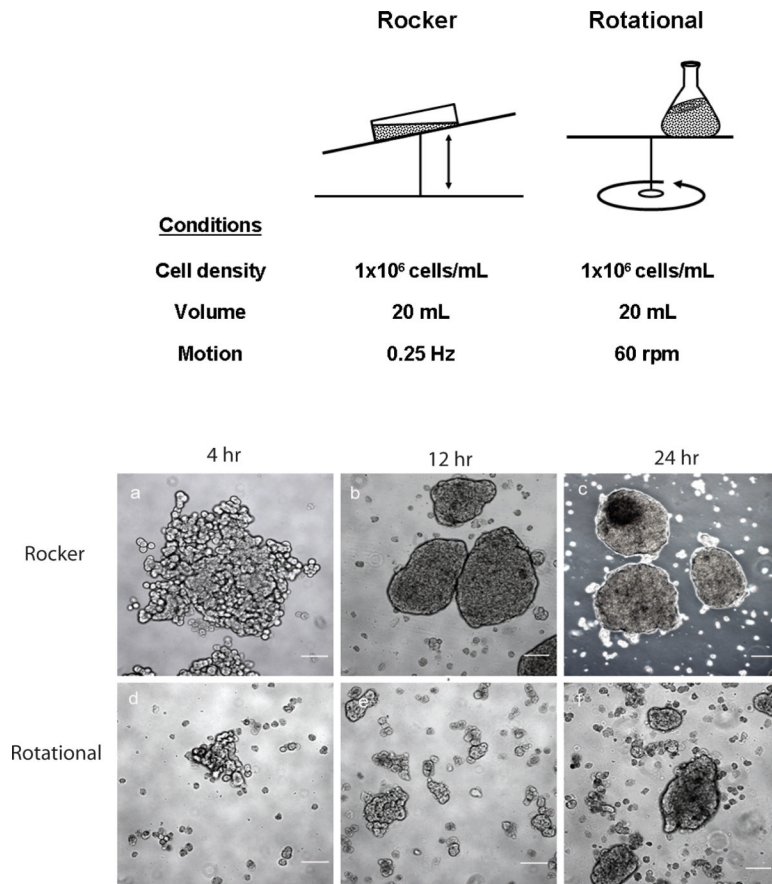 Rocker Rotational
Conditions
Cell density 1x10⁶ cells/mL 1x10⁶ cells/mL
Volume 20 mL 20 mL
Motion 0.25 Hz 60 rpm
4 hr 12 hr 24 hr
a b c
Rocker
d e f
Rotational